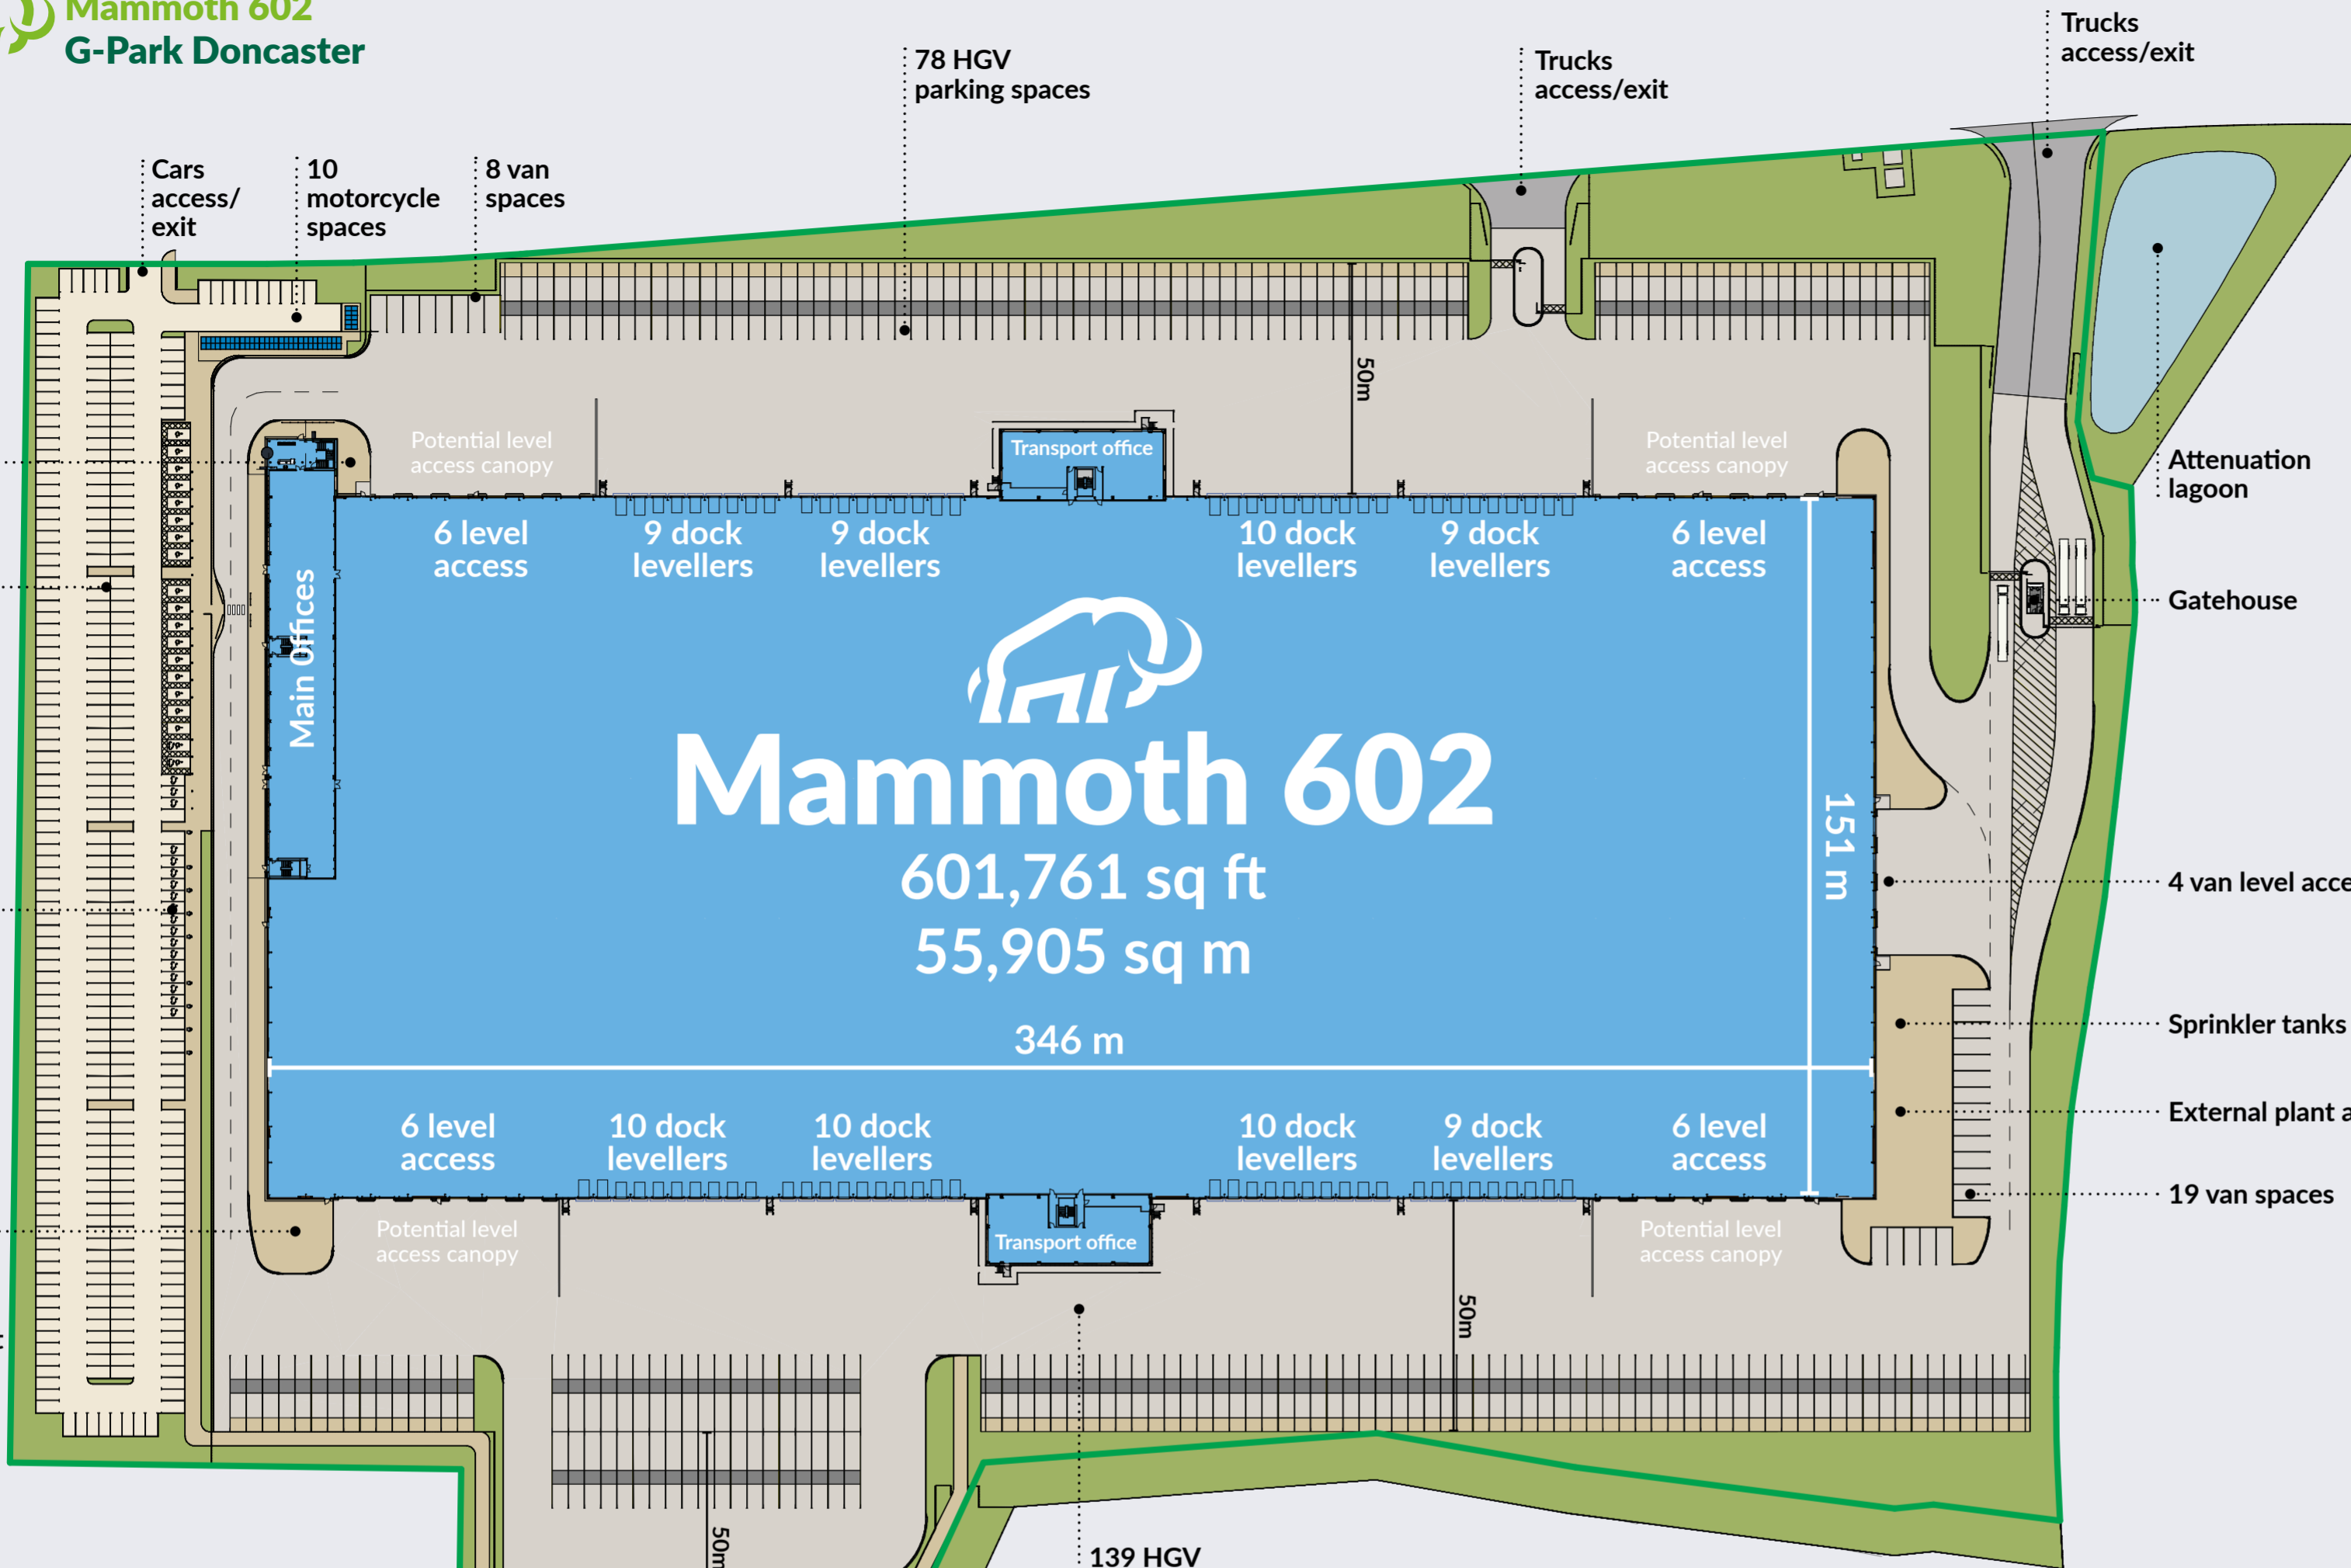 Mammoth 602
G-Park Doncaster
Trucks
access/exit
78 HGV
parking spaces
Trucks
access/exit
Cars
access/
exit
10
motorcycle
spaces
8 van
spaces
50m
Potential level
access canopy
Transport office
Potential level
access canopy
Attenuation
lagoon
6 level
access
9 dock
levellers
9 dock
levellers
10 dock
levellers
9 dock
levellers
6 level
access
Gatehouse
Main Offices
Mammoth 602
601,761 sq ft
55,905 sq m
151 m
4 van level acce
346 m
Sprinkler tanks
External plant a
6 level
access
10 dock
levellers
10 dock
levellers
10 dock
levellers
9 dock
levellers
6 level
access
19 van spaces
Potential level
access canopy
Transport office
Potential level
access canopy
50m
50m
139 HGV